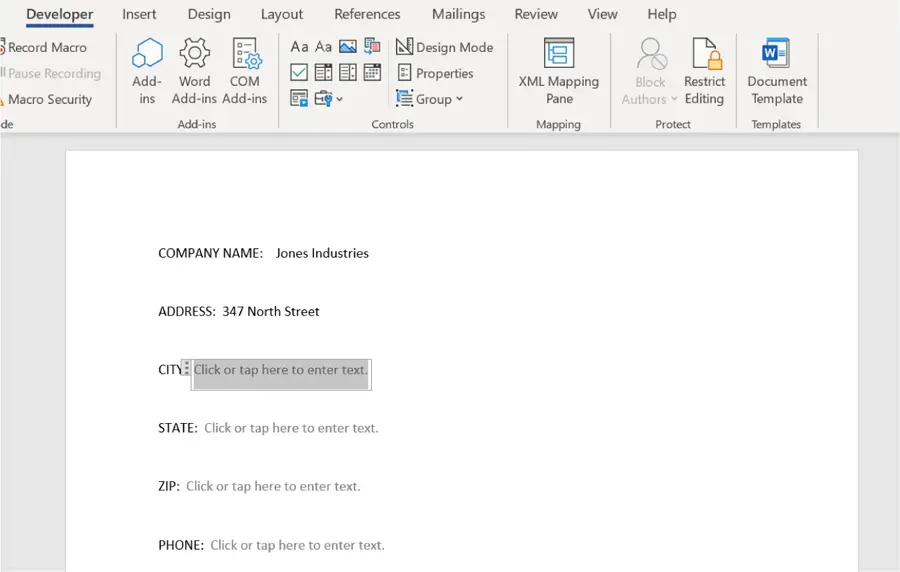 Developer Insert Design Layout References Mailings Review View Help
Record Macro
Pause Recording
Macro Security
de
Add-
ins
Word
Add-ins
COM
Add-ins
Add-ins
Aa Aa
Design Mode
Properties
Group
Controls
XML Mapping
Pane
Mapping
Block
Authors
Restrict
Editing
Protect
Document
Template
Templates
COMPANY NAME: Jones Industries
ADDRESS: 347 North Street
CITY Click or tap here to enter text.
STATE: Click or tap here to enter text.
ZIP: Click or tap here to enter text.
PHONE: Click or tap here to enter text.